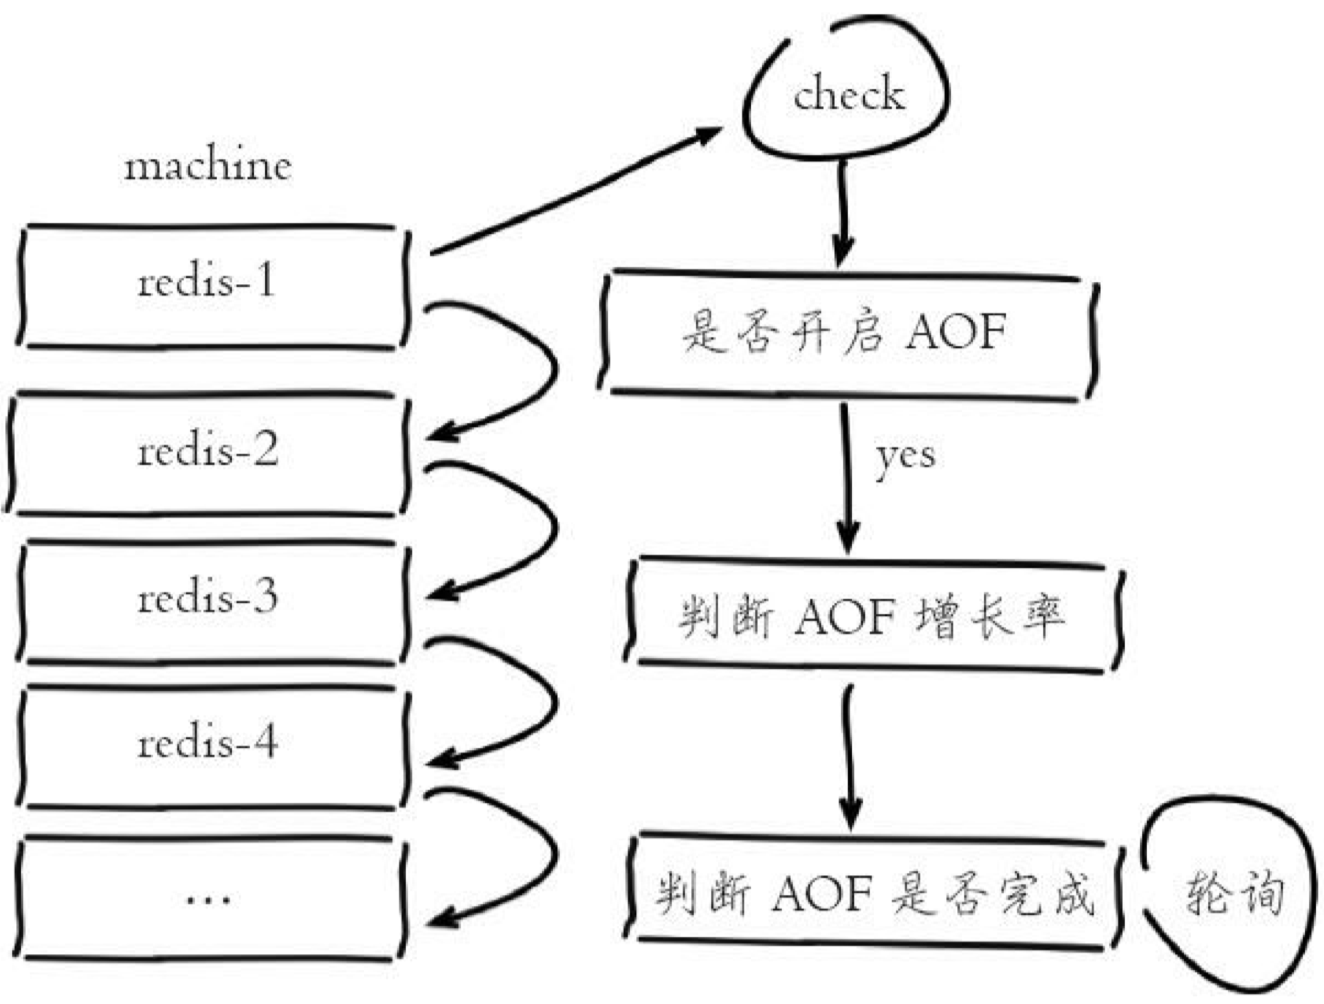 machine
redis-1
redis-2
redis-3
redis-4
...
check
是否开启 AOF
yes
判断 AOF 增长率
判断 AOF 是否完成
轮询